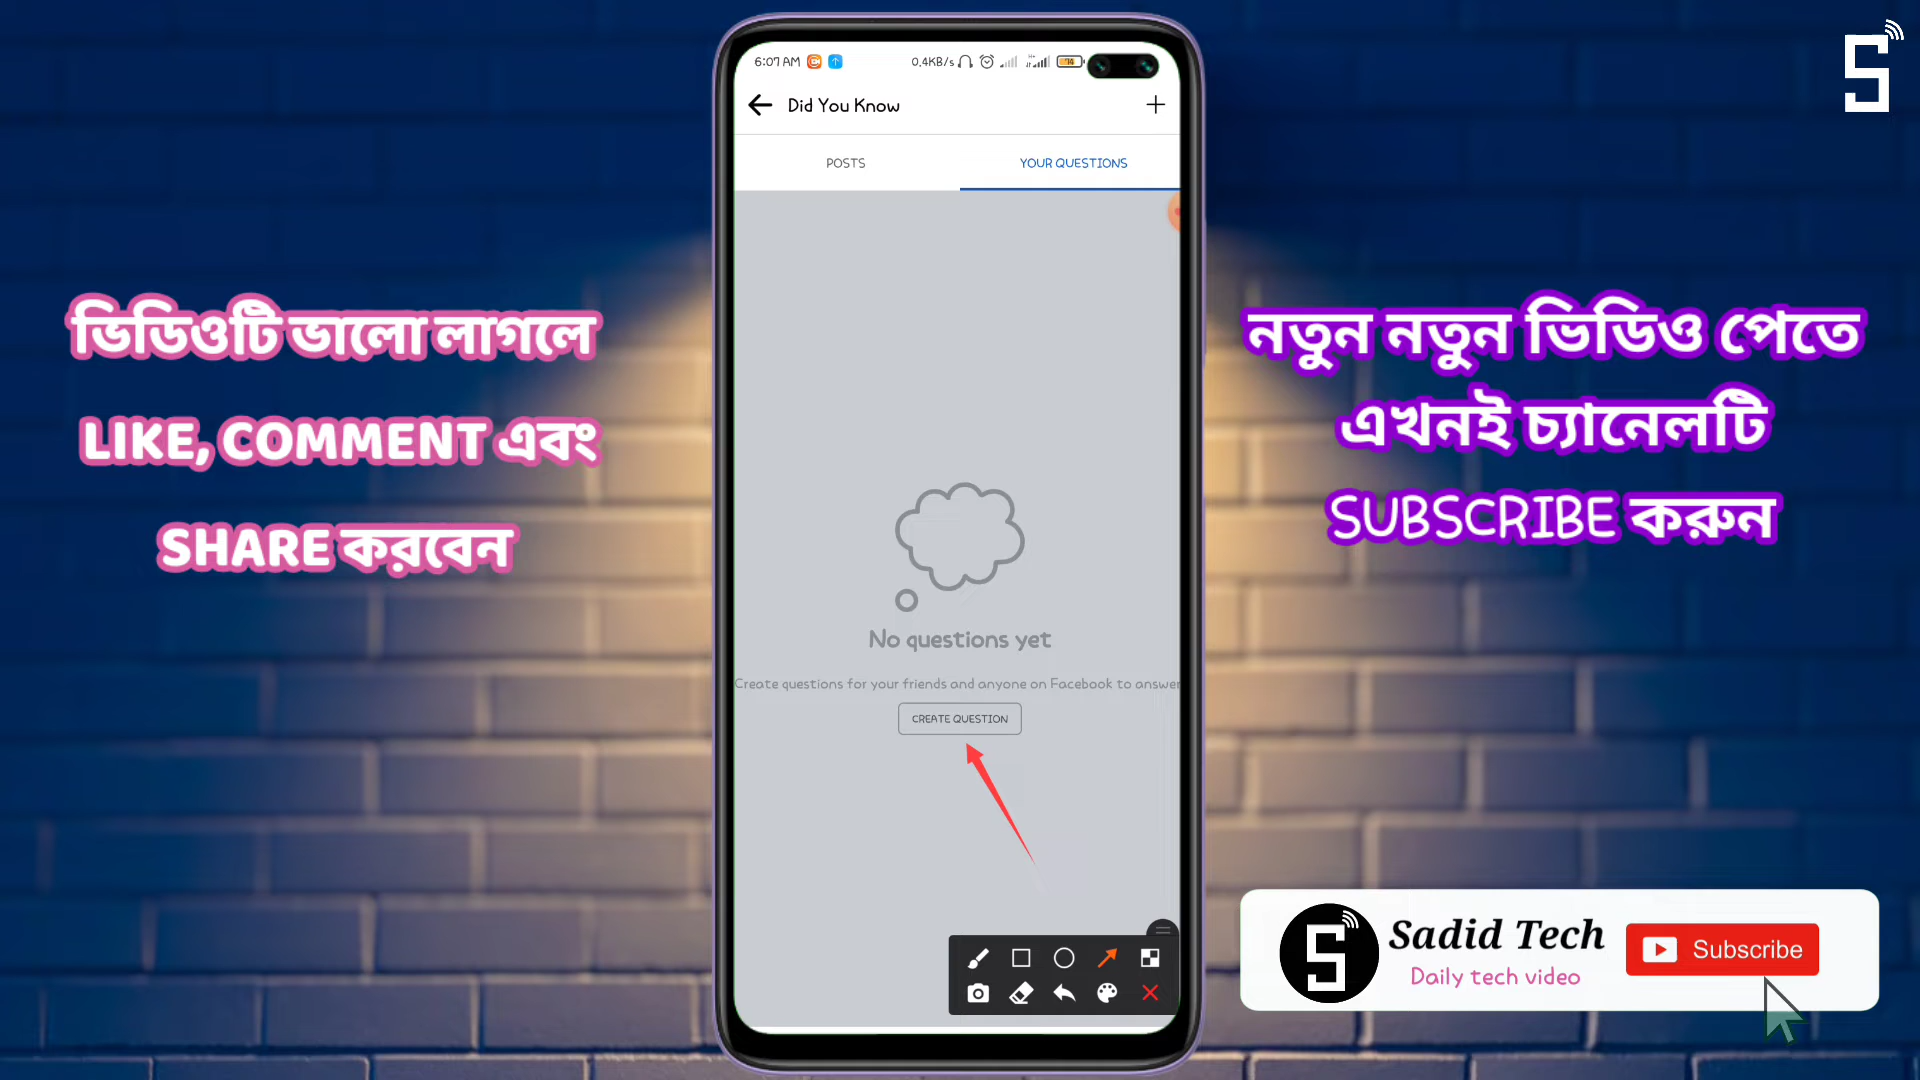 6:07 AM
0.4KB/s
74
Did You Know
POSTS
YOUR QUESTIONS
ভিডিওটি ভালো লাগলে
LIKE, COMMENT এবং
SHARE করবেন
নতুন নতুন ভিডিও পেতে
এখনই চ্যানেলটি
SUBSCRIBE করুন
No questions yet
Create questions for your friends and anyone on Facebook to answer
CREATE QUESTION
Sadid Tech
Daily tech video
Subscribe